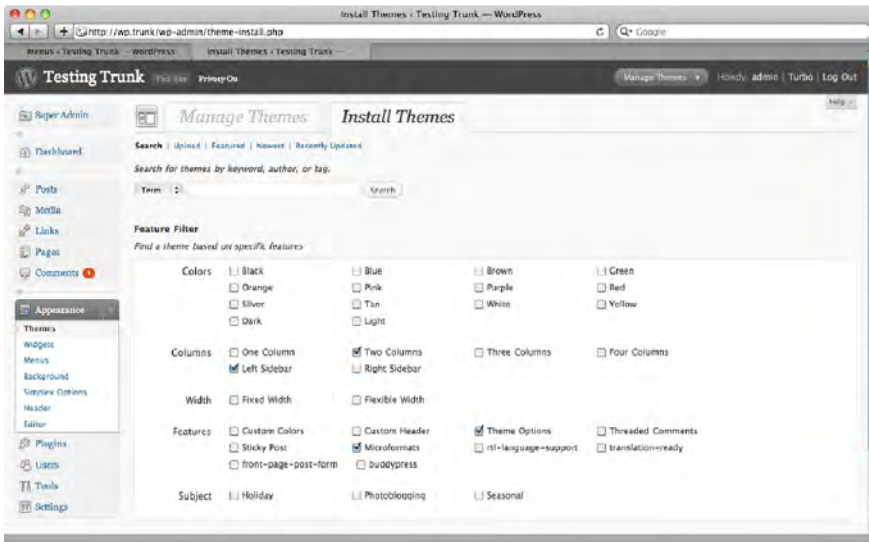 Install Themes ‹ Testing Trunk — WordPress
http://wp.trunk/wp-admin/theme-install.php
Google
Menus ‹ Testing Trunk — WordPress
Install Themes ‹ Testing Trunk —
Testing Trunk Visit Site Privacy On
Manage Themes Howdy, admin | Turbo | Log Out
Help
Super Admin
Dashboard
Posts
Media
Links
Pages
Comments
Appearance
Themes
Widgets
Menus
Background
Options
Header
Editor
Plugins
Users
Tools
Settings
Manage Themes Install Themes
Search | Upload | Featured | Newest | Recently Updated
Search for themes by keyword, author, or tag.
Term Search
Feature Filter
Find a theme based on specific features
Colors Black Blue Brown Green
Orange Pink Purple Red
Silver Tan White Yellow
Dark Light
Columns One Column Two Columns Three Columns Four Columns
Left Sidebar Right Sidebar
Width Fixed Width Flexible Width
Features Custom Colors Custom Header Theme Options Threaded Comments
Sticky Post Microformats rtl-language-support translation-ready
front-page-post-form buddypress
Subject Holiday Photoblogging Seasonal